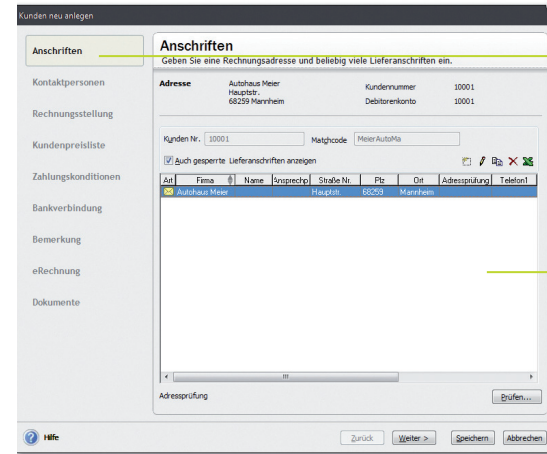 Kunden neu anlegen
Anschriften
Kontaktpersonen
Rechnungsstellung
Kundenpreisliste
Zahlungskonditionen
Bankverbindung
Bemerkung
eRechnung
Dokumente
Anschriften
Geben Sie eine Rechnungsadresse und beliebig viele Lieferanschriften ein.
Adresse Autohaus Meier Kundennummer 10001
Hauptstr. Debitorenkonto 10001
68259 Mannheim
Kunden Nr. 10001 Matchcode MeierAutoMa
Auch gesperrte Lieferanschriften anzeigen
Art Firma Name Ansprechp Straße Nr. Plz Ort Adressprüfung Telefon1
Autohaus Meier Hauptstr. 68259 Mannheim
Adressprüfung Prüfen...
Hilfe Zurück Weiter > Speichern Abbrechen